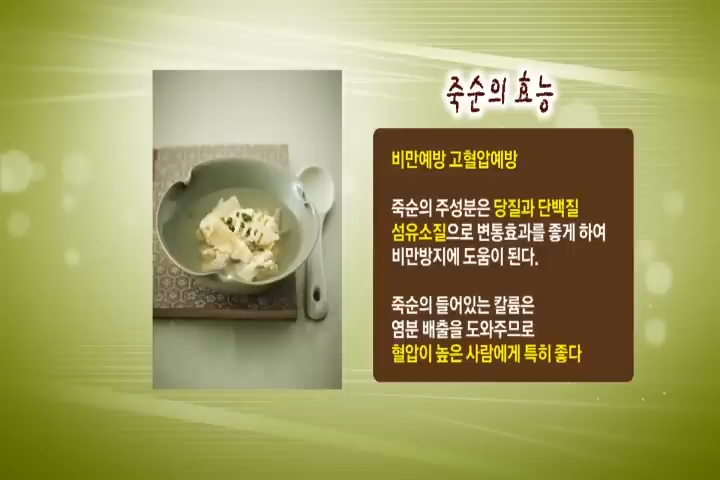 죽순의 효능
비만예방 고혈압예방
죽순의 주성분은 당질과 단백질
섬유소질으로 변통효과를 좋게 하여
비만방지에 도움이 된다.
죽순의 들어있는 칼륨은
염분 배출을 도와주므로
혈압이 높은 사람에게 특히 좋다